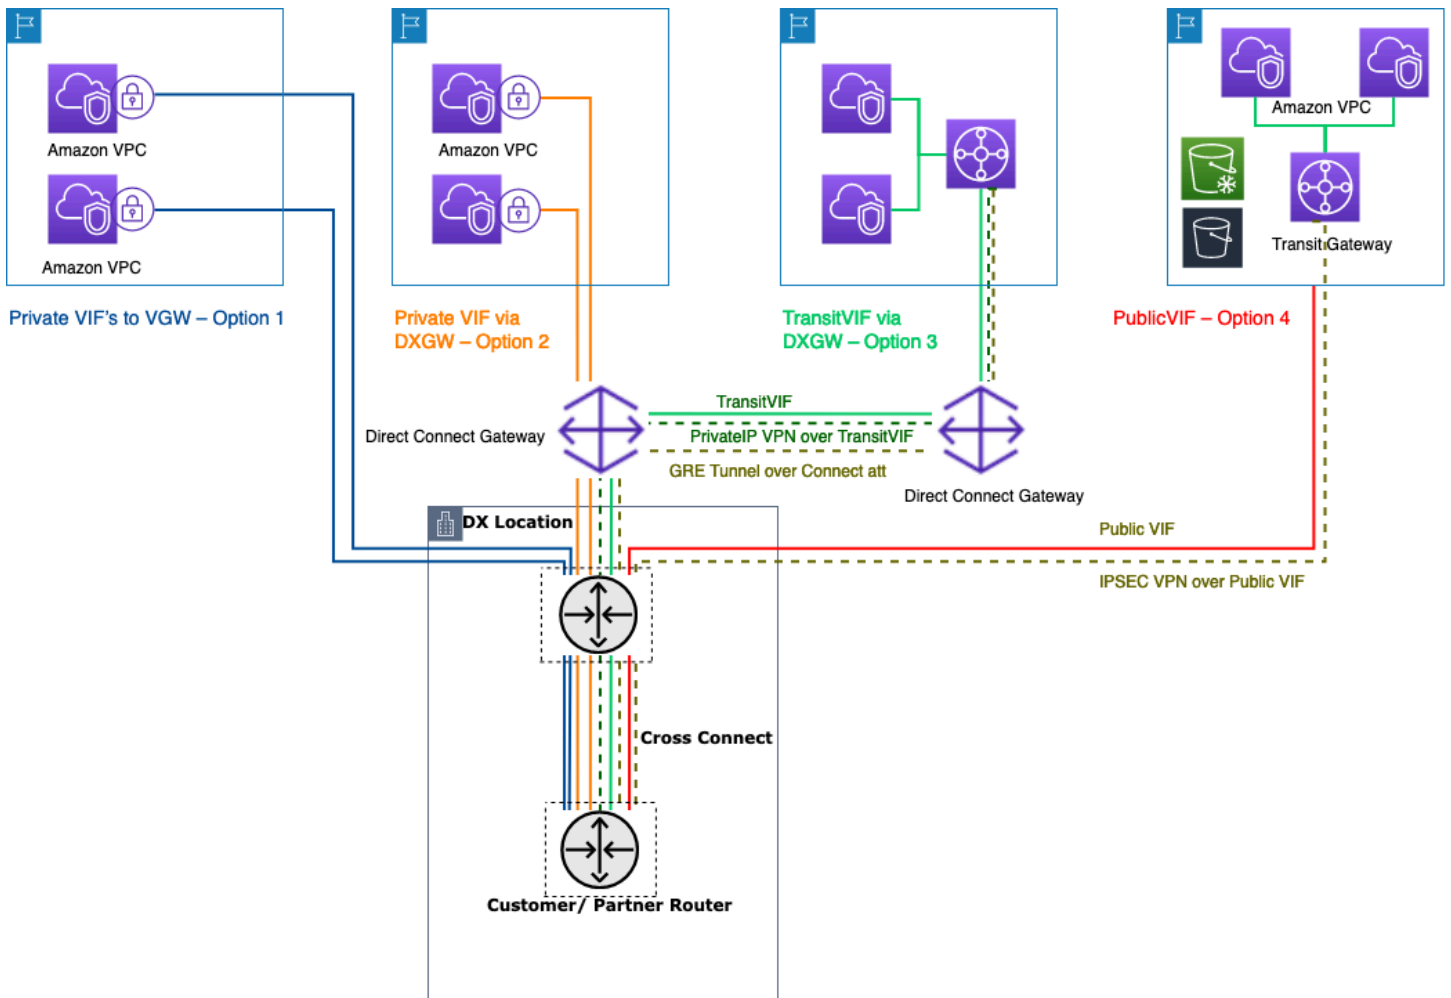 Amazon VPC
Amazon VPC
Private VIF's to VGW – Option 1
Amazon VPC
Private VIF via
DXGW – Option 2
TransitVIF via
DXGW – Option 3
Amazon VPC
Transit Gateway
PublicVIF – Option 4
TransitVIF
Direct Connect Gateway
PrivateIP VPN over TransitVIF
GRE Tunnel over Connect att
Direct Connect Gateway
DX Location
Public VIF
IPSEC VPN over Public VIF
Cross Connect
Customer/ Partner Router